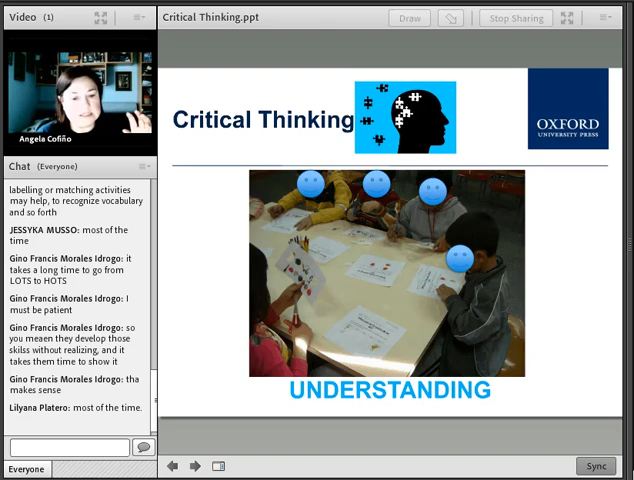 Video (1)
Angela Cofiño
Chat (Everyone)
labelling or matching activities
may help, to recognize vocabulary
and so forth
JESSYKA MUSSO: most of the
time
Gino Francis Morales Idrogo: it
takes a long time to go from
LOTS to HOTS
Gino Francis Morales Idrogo: I
must be patient
Gino Francis Morales Idrogo: so
you meaen they develop those
skilss without realizing, and it
takes them time to show it
Gino Francis Morales Idrogo: tha
makes sense
Lilyana Platero: most of the time.
Everyone
Critical Thinking.ppt
Draw
Stop Sharing
Critical Thinking
OXFORD
UNIVERSITY PRESS
UNDERSTANDING
Sync